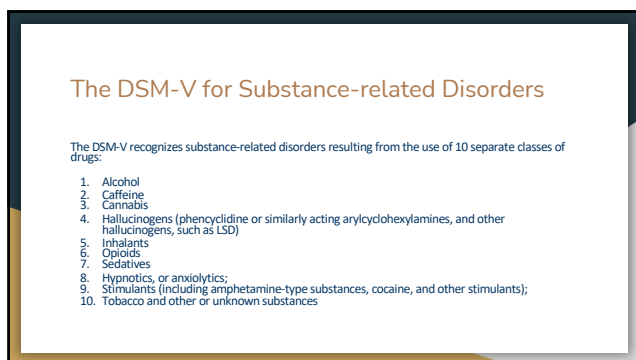 The DSM-V for Substance-related Disorders
The DSM-V recognizes substance-related disorders resulting from the use of 10 separate classes of
drugs:
1. Alcohol
2. Caffeine
3. Cannabis
4. Hallucinogens (phencyclidine or similarly acting arylcyclohexylamines, and other
hallucinogens, such as LSD)
5. Inhalants
6. Opioids
7. Sedatives
8. Hypnotics, or anxiolytics;
9. Stimulants (including amphetamine-type substances, cocaine, and other stimulants);
10. Tobacco and other or unknown substances